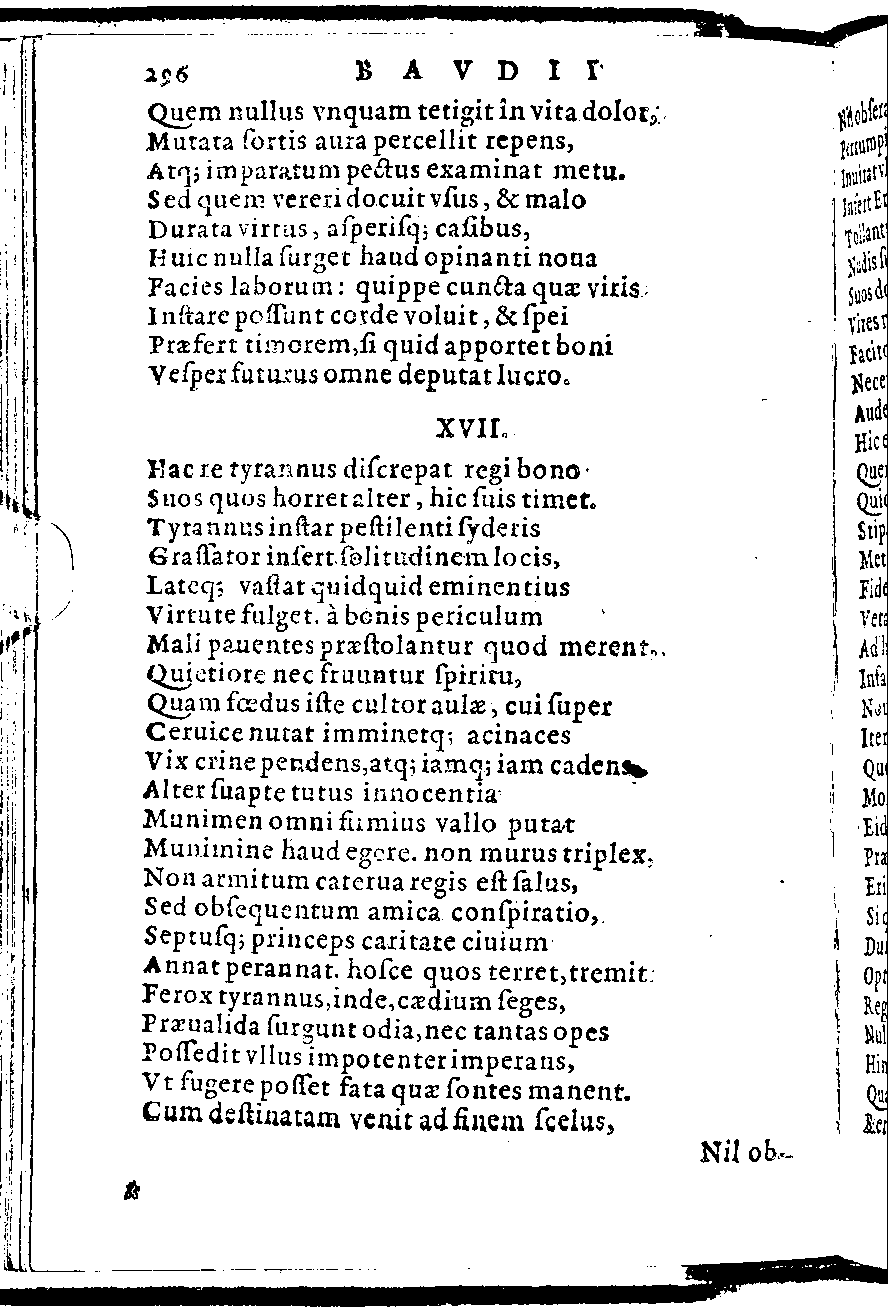 296 BAVDII
Quem nullus vnquam tetigit in vita dolor,
Mutata ſortis aura percellit repens,
Atq; imparatum pectus examinat metu.
Sed quem vereri docuit vſus, & malo
Durata virtus, aſperiſq; caſibus,
Huic nulla ſurget haud opinanti noua
Facies laborum: quippe cuncta quæ viris
Inſtare poſſunt corde voluit, & ſpei
Præfert timorem, ſi quid apportet boni
Veſper futurus omne deputat lucro.
XVII.
Hac re tyrannus diſcrepat regi bono
Suos quos horret alter, hic ſuis timet.
Tyrannus inſtar peſtilenti ſyderis
Graſſator infert ſolitudinem locis,
Lateq; vaſtat quidquid eminentius
Virtute fulget. à bonis periculum
Mali pauentes præſtolantur quod merent,
Quietiore nec fruuntur ſpiritu,
Quam fœdus iſte cultor aulæ, cui ſuper
Ceruice nutat imminetq; acinaces
Vix crine pendens, atq; iamq; iam cadens
Alter ſuapte tutus innocentia
Munimen omni firmius vallo putat
Munimine haud egere. non murus triplex,
Non armitum caterua regis eſt ſalus,
Sed obſequentum amica conſpiratio,
Septuſq; princeps caritate ciuium
Annat perannat. hoſce quos terret, tremit
Ferox tyrannus, inde, cædium ſeges,
Præualida ſurgunt odia, nec tantas opes
Poſſedit vllus impotenter imperans,
Vt fugere poſſet fata quæ ſontes manent.
Cum deſtinatam venit ad finem ſcelus,
Nil ob-